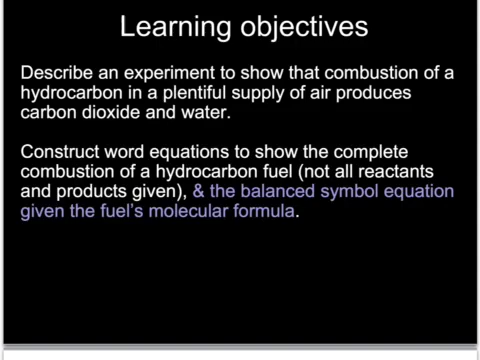 Learning objectives
Describe an experiment to show that combustion of a
hydrocarbon in a plentiful supply of air produces
carbon dioxide and water.
Construct word equations to show the complete
combustion of a hydrocarbon fuel (not all reactants
and products given), & the balanced symbol equation
given the fuel's molecular formula.